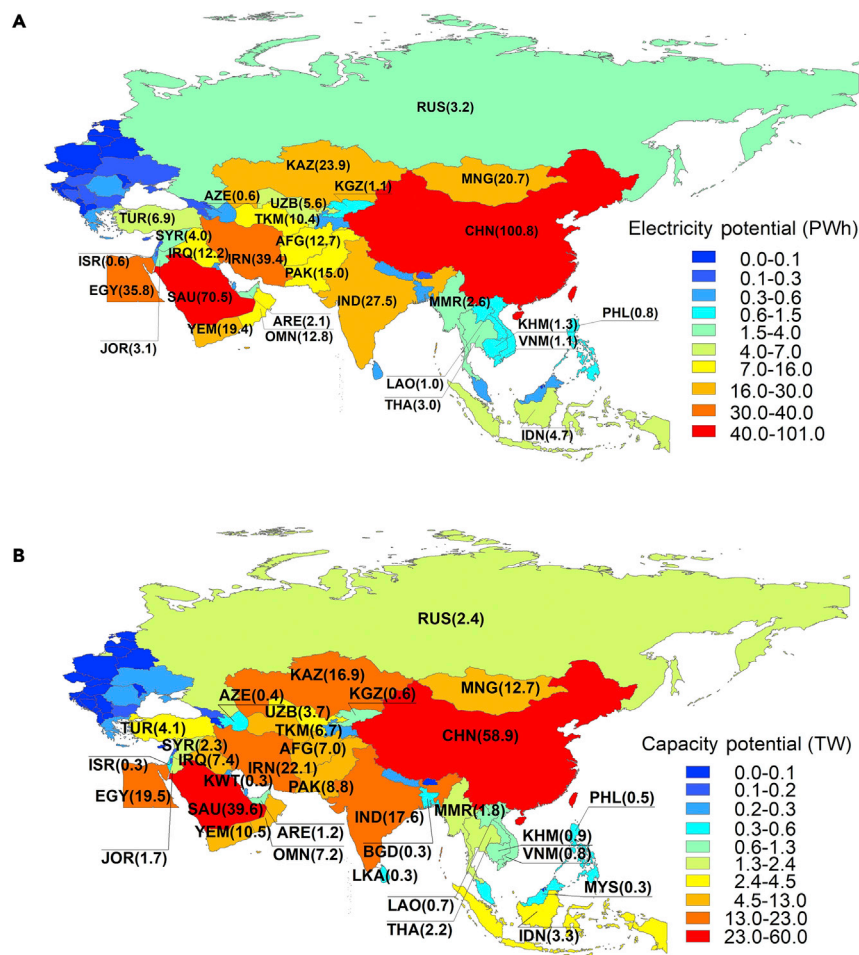 A
RUS(3.2)
KAZ(23.9)
MNG(20.7)
KGZ(1.1)
AZE(0.6)
UZB(5.6)
TUR(6.9)
TKM(10.4)
CHN(100.8)
SYR(4.0)
AFG(12.7)
IRQ(12.2)
IRN(39.4)
ISR(0.6)
PAK(15.0)
EGY(35.8)
SAU(70.5)
IND(27.5)
MMR(2.6)
PHL(0.8)
ARE(2.1)
KHM(1.3)
YEM(19.4)
OMN(12.8)
VNM(1.1)
JOR(3.1)
LAO(1.0)
THA(3.0)
IDN(4.7)
Electricity potential (PWh)
0.0-0.1
0.1-0.3
0.3-0.6
0.6-1.5
1.5-4.0
4.0-7.0
7.0-16.0
16.0-30.0
30.0-40.0
40.0-101.0
B
RUS(2.4)
KAZ(16.9)
MNG(12.7)
KGZ(0.6)
AZE(0.4)
UZB(3.7)
TUR(4.1)
TKM(6.7)
CHN(58.9)
SYR(2.3)
AFG(7.0)
IRQ(7.4)
IRN(22.1)
ISR(0.3)
KWT(0.3)
PAK(8.8)
EGY(19.5)
SAU(39.6)
IND(17.6)
MMR(1.8)
PHL(0.5)
YEM(10.5)
ARE(1.2)
KHM(0.9)
BGD(0.3)
VNM(0.8)
JOR(1.7)
OMN(7.2)
LKA(0.3)
MYS(0.3)
LAO(0.7)
THA(2.2)
IDN(3.3)
Capacity potential (TW)
0.0-0.1
0.1-0.2
0.2-0.3
0.3-0.6
0.6-1.3
1.3-2.4
2.4-4.5
4.5-13.0
13.0-23.0
23.0-60.0